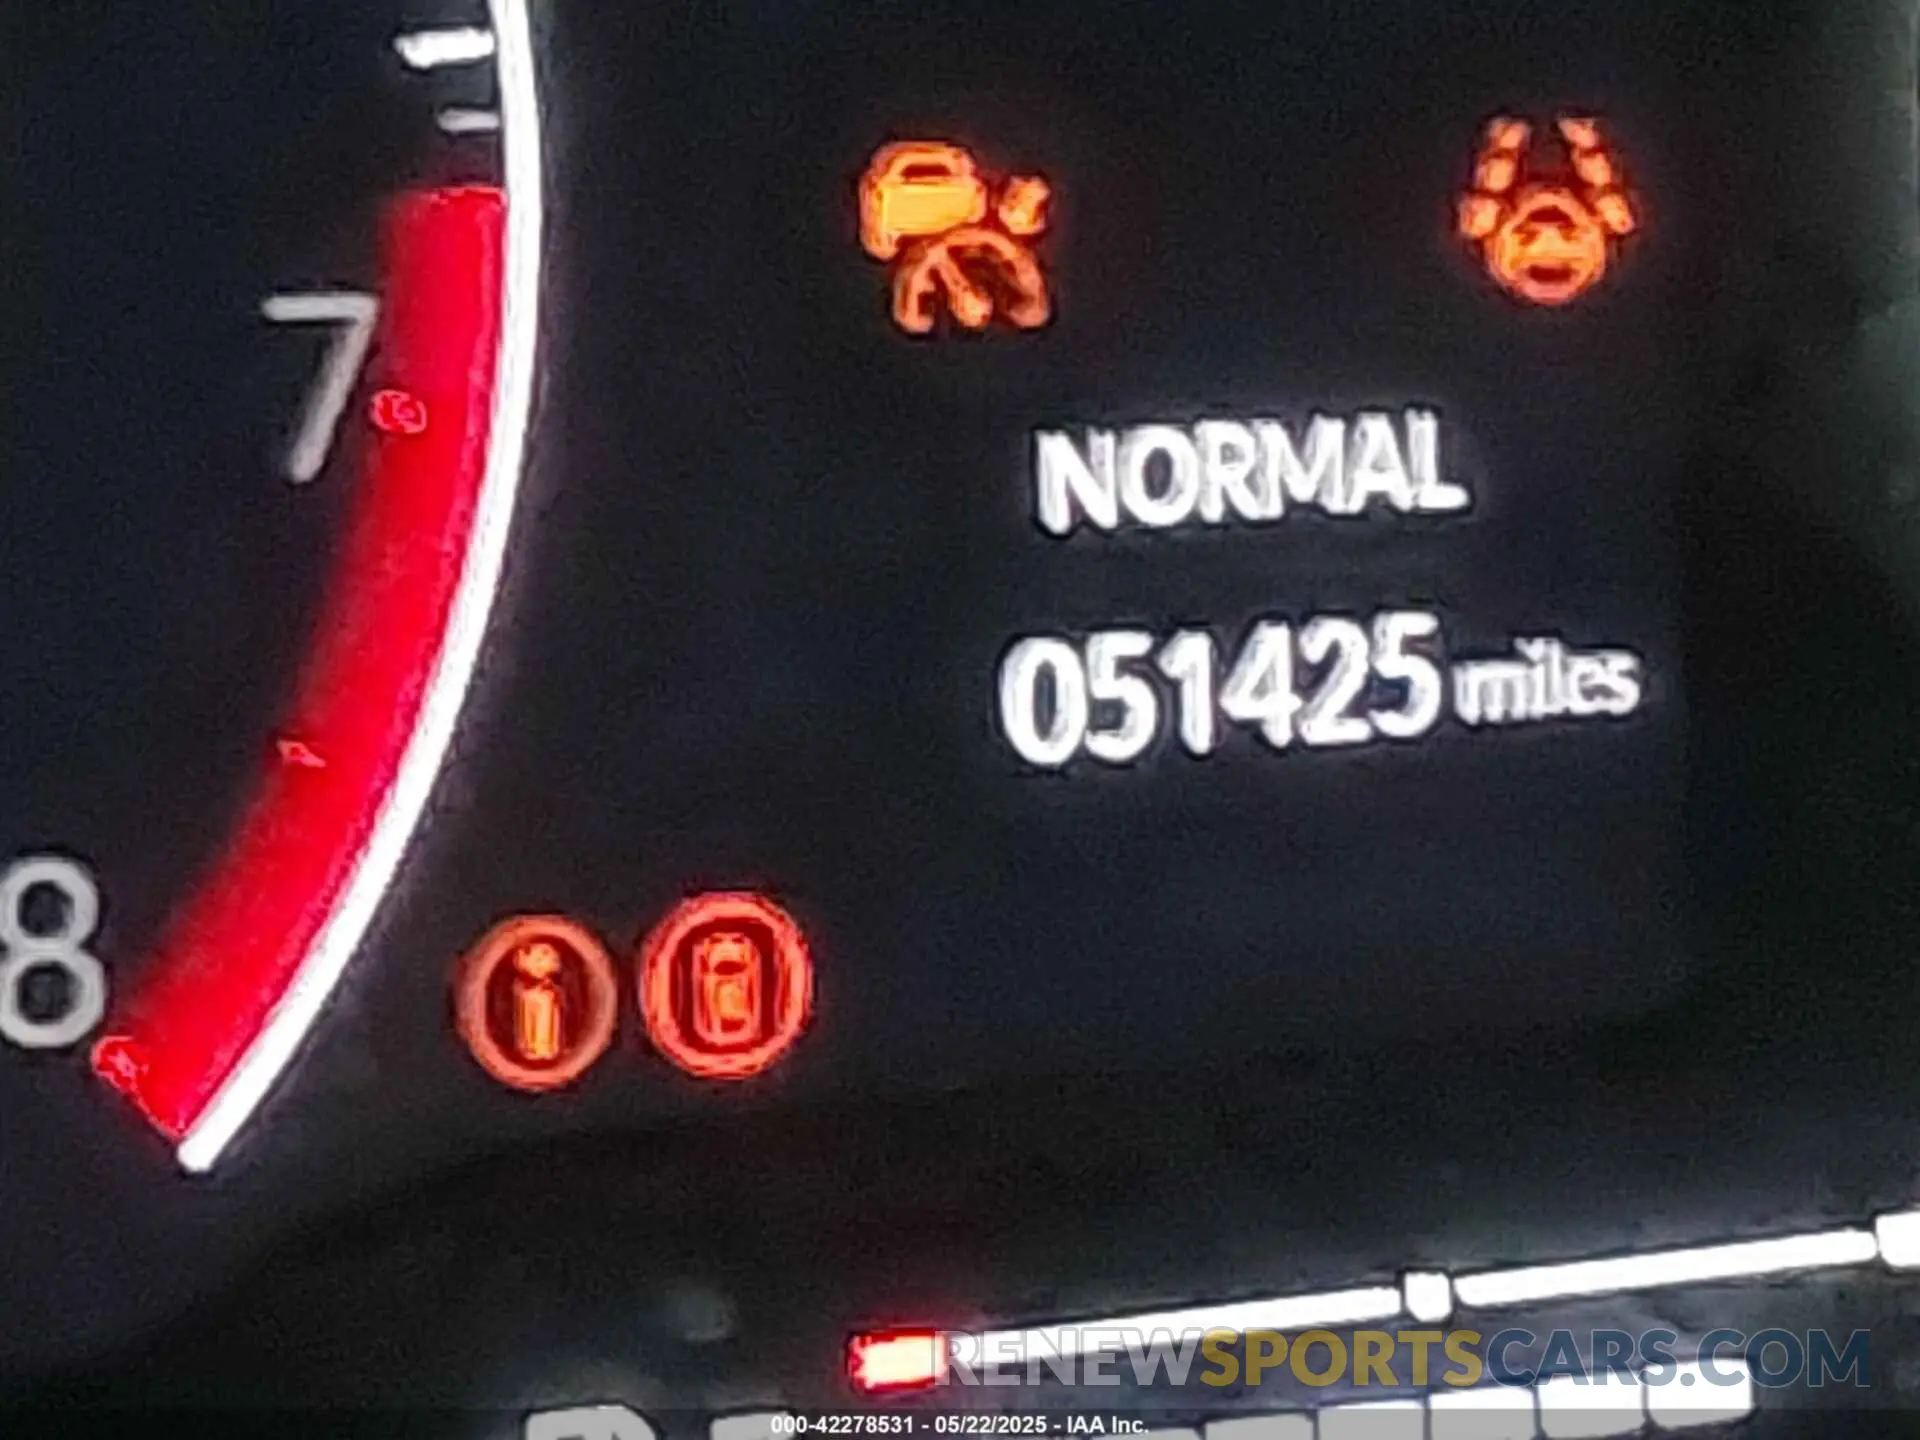 7
NORMAL
051425 miles
8
RENEWSPORTSCARS.COM
000-42278531 - 05/22/2025 - IAA Inc.